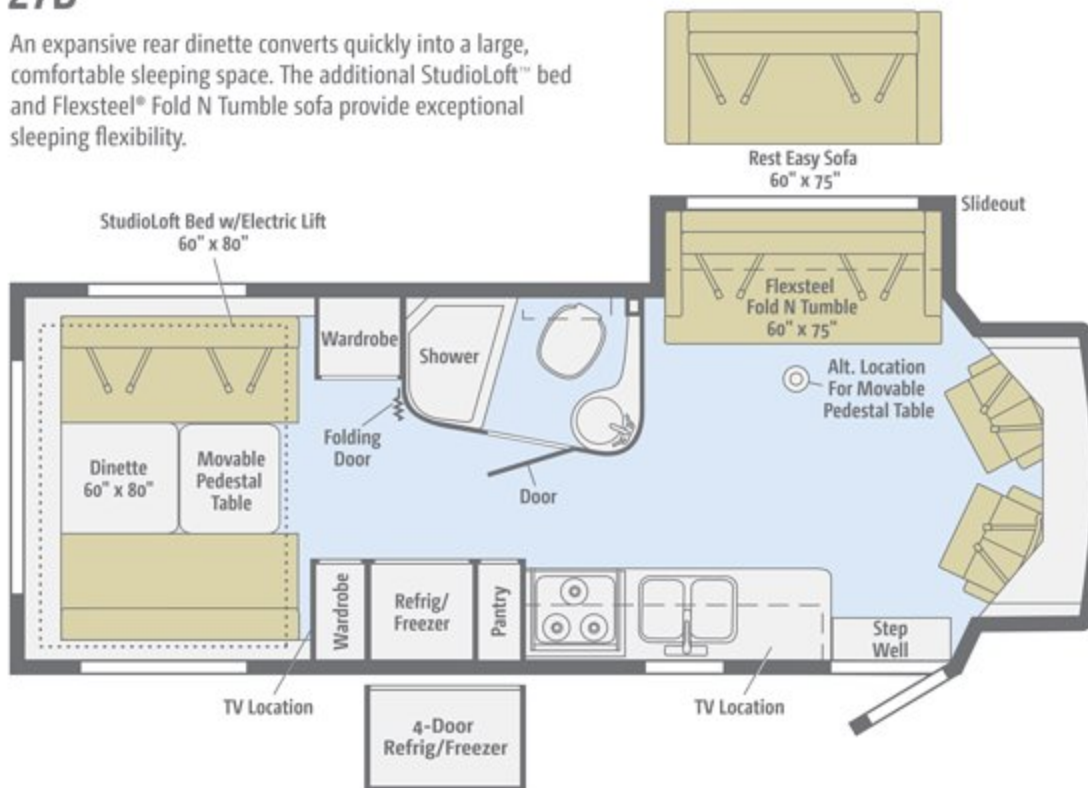 27B
An expansive rear dinette converts quickly into a large,
comfortable sleeping space. The additional StudioLoft™ bed
and Flexsteel® Fold N Tumble sofa provide exceptional
sleeping flexibility.
Rest Easy Sofa
60" x 75"
Slideout
StudioLoft Bed w/Electric Lift
60" x 80"
Flexsteel
Fold N Tumble
60" x 75"
Wardrobe
Shower
Alt. Location
For Movable
Pedestal Table
Folding
Door
Dinette
60" x 80"
Movable
Pedestal
Table
Door
Wardrobe
Refrig/
Freezer
Pantry
Step
Well
TV Location
TV Location
4-Door
Refrig/Freezer